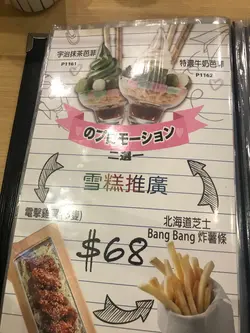 宇治抹茶芭菲
P1161
特濃牛奶芭菲
P1162
のプロモーション
二選一
雪糕推廣
北海道芝士
Bang Bang 炸薯條
$68